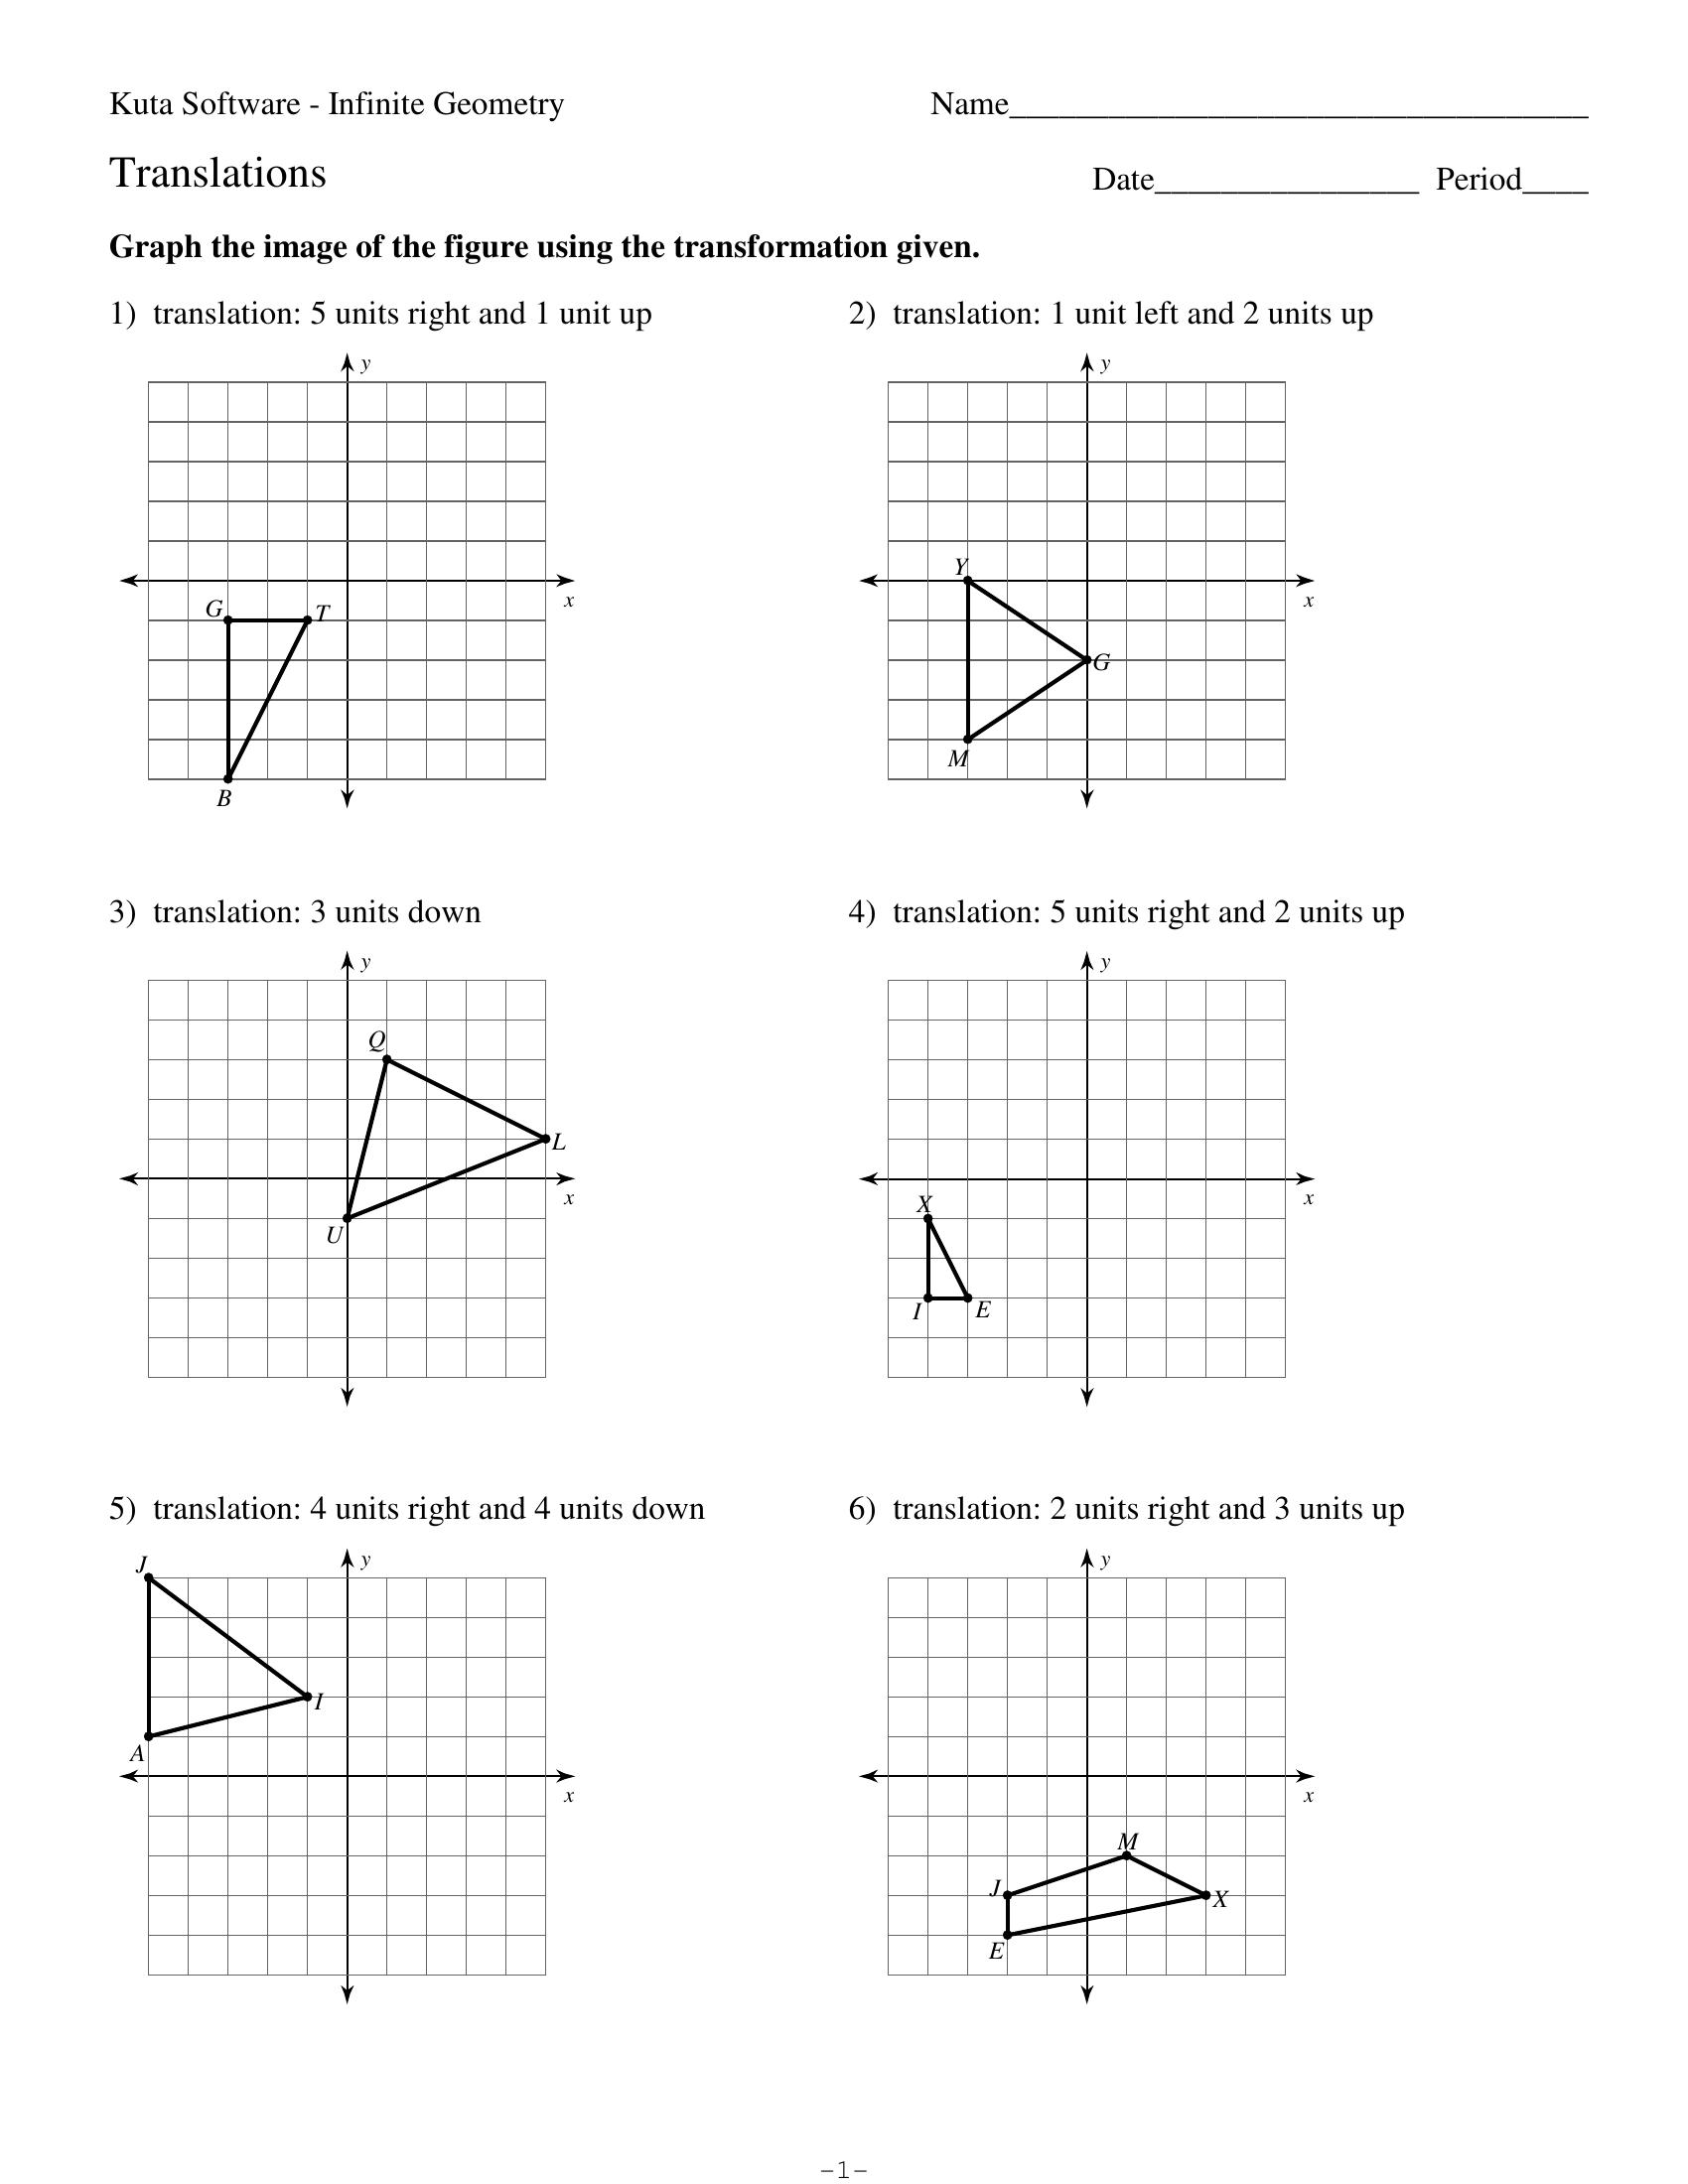 Kuta Software - Infinite Geometry
Name___________________________________
Translations
Date________________ Period____
Graph the image of the figure using the transformation given.
1) translation: 5 units right and 1 unit up
y
x
G
T
B
2) translation: 1 unit left and 2 units up
y
x
Y
G
M
3) translation: 3 units down
y
Q
L
x
U
4) translation: 5 units right and 2 units up
y
x
X
I
E
5) translation: 4 units right and 4 units down
J
y
I
A
x
6) translation: 2 units right and 3 units up
y
x
M
J
X
E
-1-